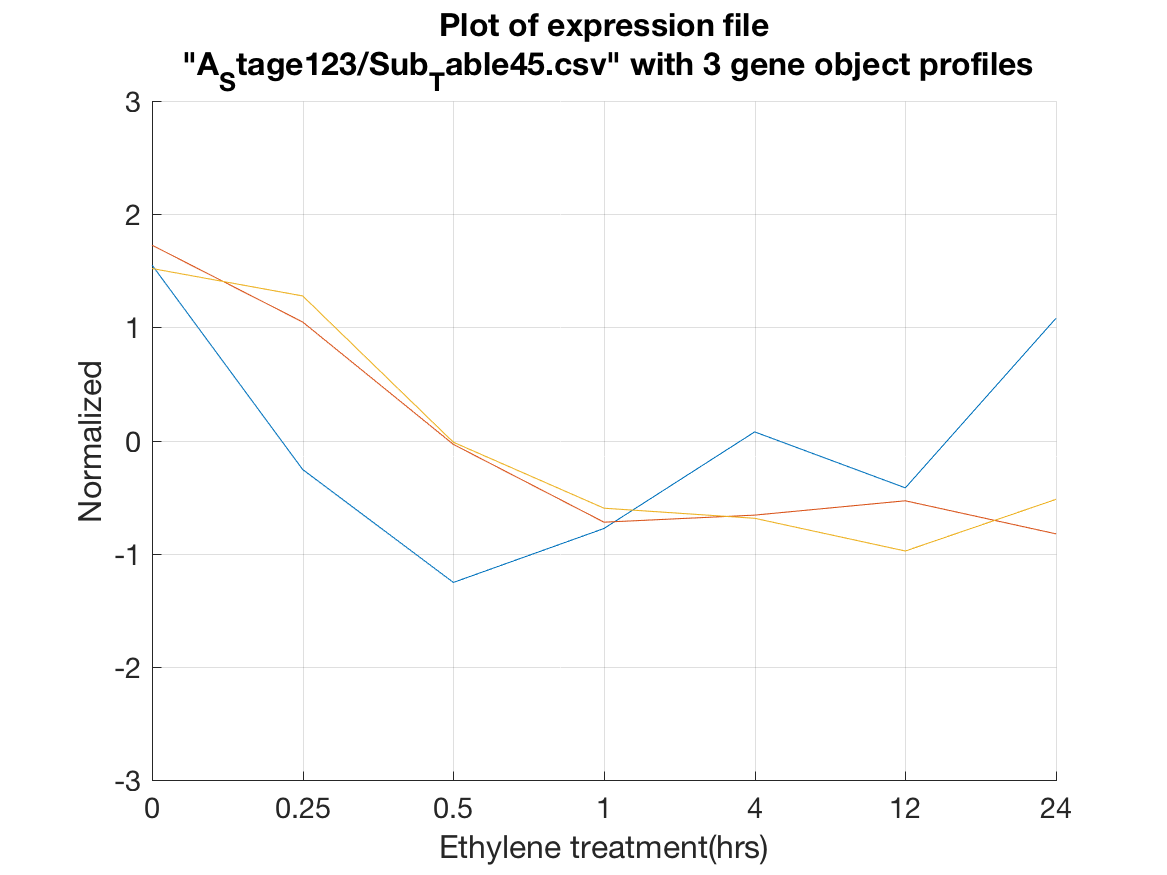 Plot of expression file
"A_Stage123/Sub_Table45.csv" with 3 gene object profiles
3
2
1
0
-1
-2
-3
Normalized
0 0.25 0.5 1 4 12 24
Ethylene treatment(hrs)